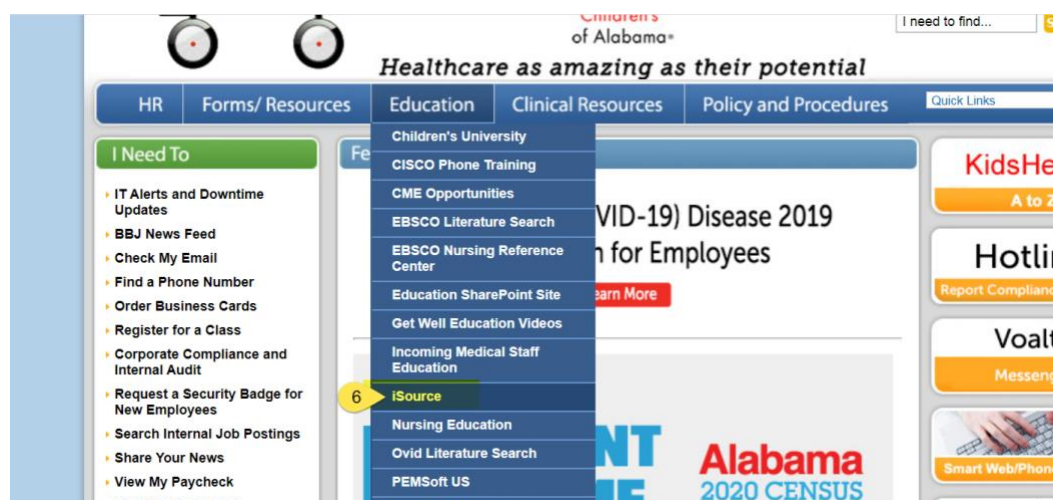 Children's
of Alabama®
I need to find...
Healthcare as amazing as their potential
HR
Forms/ Resources
Education
Clinical Resources
Policy and Procedures
Quick Links
I Need To
IT Alerts and Downtime
Updates
BBJ News Feed
Check My Email
Find a Phone Number
Order Business Cards
Register for a Class
Corporate Compliance and
Internal Audit
Request a Security Badge for
New Employees
Search Internal Job Postings
Share Your News
View My Paycheck
Fe
Children's University
CISCO Phone Training
CME Opportunities
EBSCO Literature Search
EBSCO Nursing Reference
Center
Education SharePoint Site
Get Well Education Videos
Incoming Medical Staff
Education
6
iSource
Nursing Education
Ovid Literature Search
PEMSoft US
VID-19) Disease 2019
n for Employees
earn More
NT
Alabama
2020 CENSUS
KidsHe
A to Z
Hotli
Report Complianc
Voalt
Messeng
Smart Web/Phone